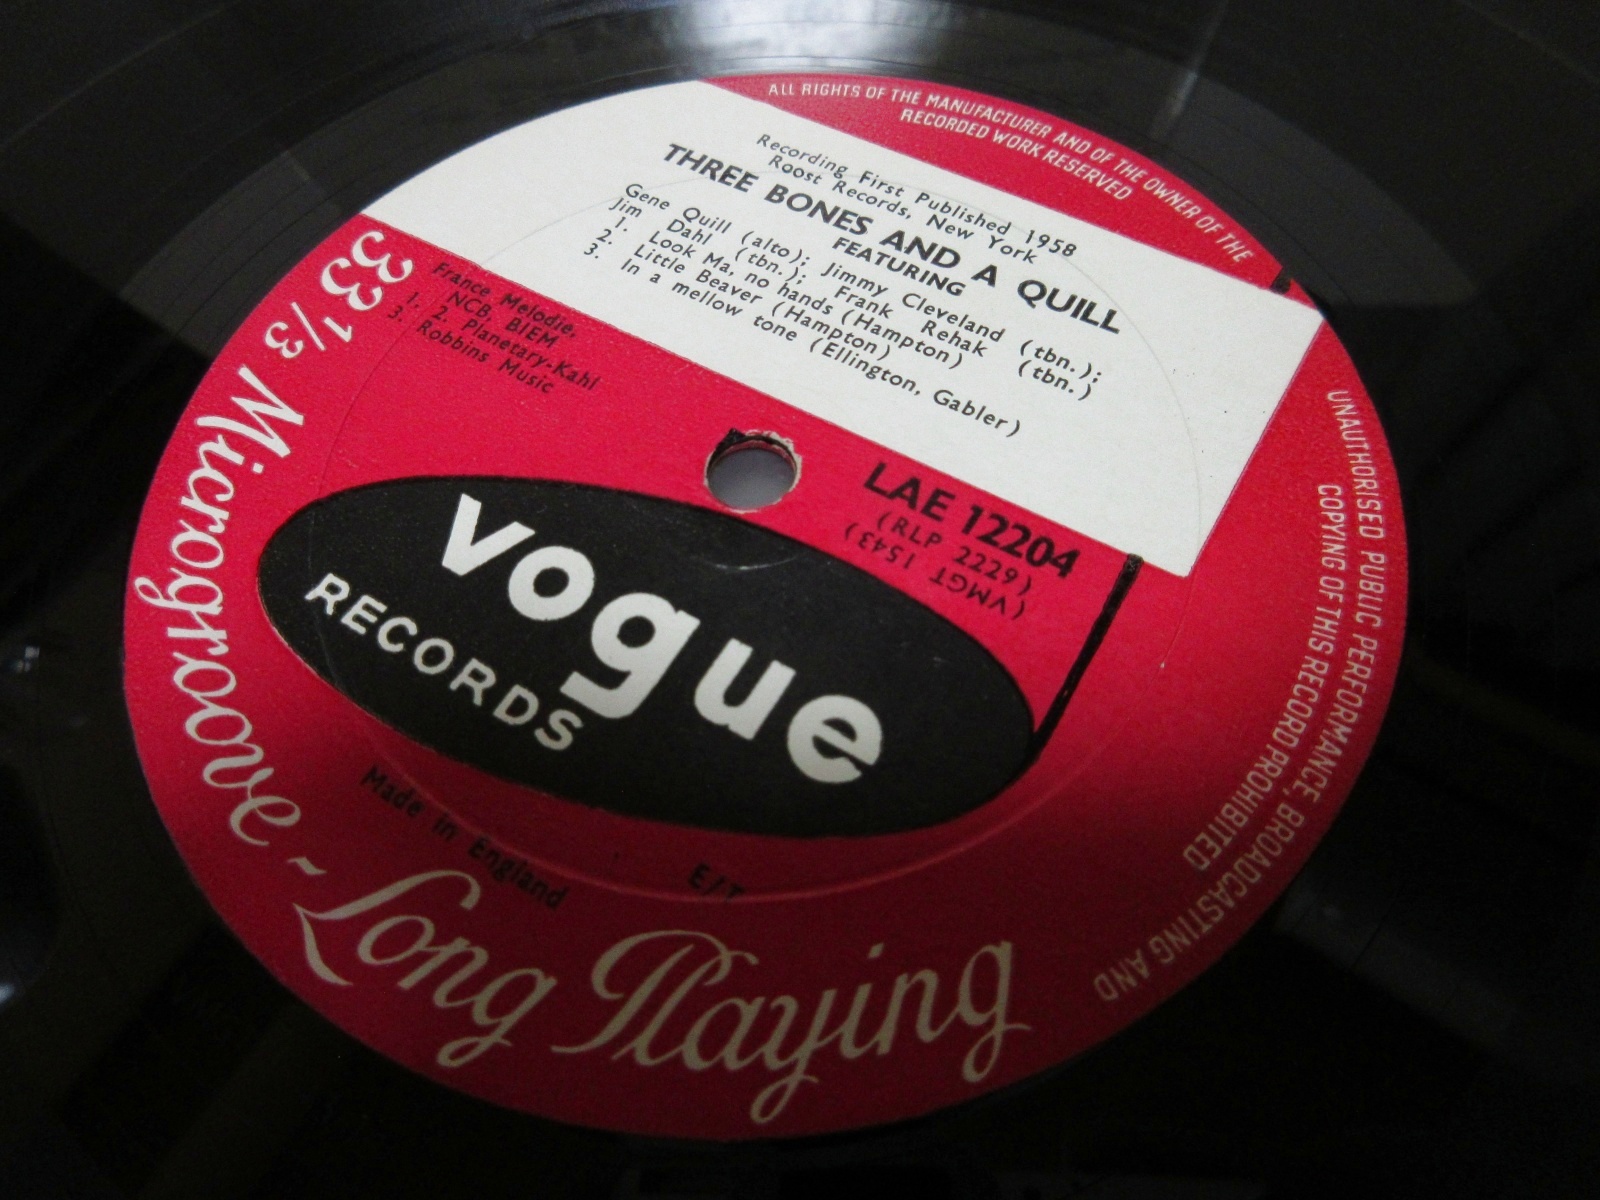 ALL RIGHTS OF THE MANUFACTURER AND OF THE OWNER OF THE
RECORDED WORK RESERVED
UNAUTHORISED PUBLIC PERFORMANCE, BROADCASTING AND
COPYING OF THIS RECORD PROHIBITED
Recording First Published 1958
Roost Records, New York
THREE BONES AND A QUILL
FEATURING
Gene Quill (alto); Jimmy Cleveland (tbn.);
Jim Dahl (tbn.); Frank Rehak (tbn.)
1. Look Ma, no hands (Hampton)
2. Little Beaver (Hampton)
3. In a mellow tone (Ellington, Gabler)
France Melodie,
NCB, BIEM
1. 2. Planetary-Kahl
3. Robbins Music
LAE 12204
(RLP 2229)
(VMGT 1543)
vogue
RECORDS
Made in England
E/T
33 1/3 Microgroove ~ Long Playing